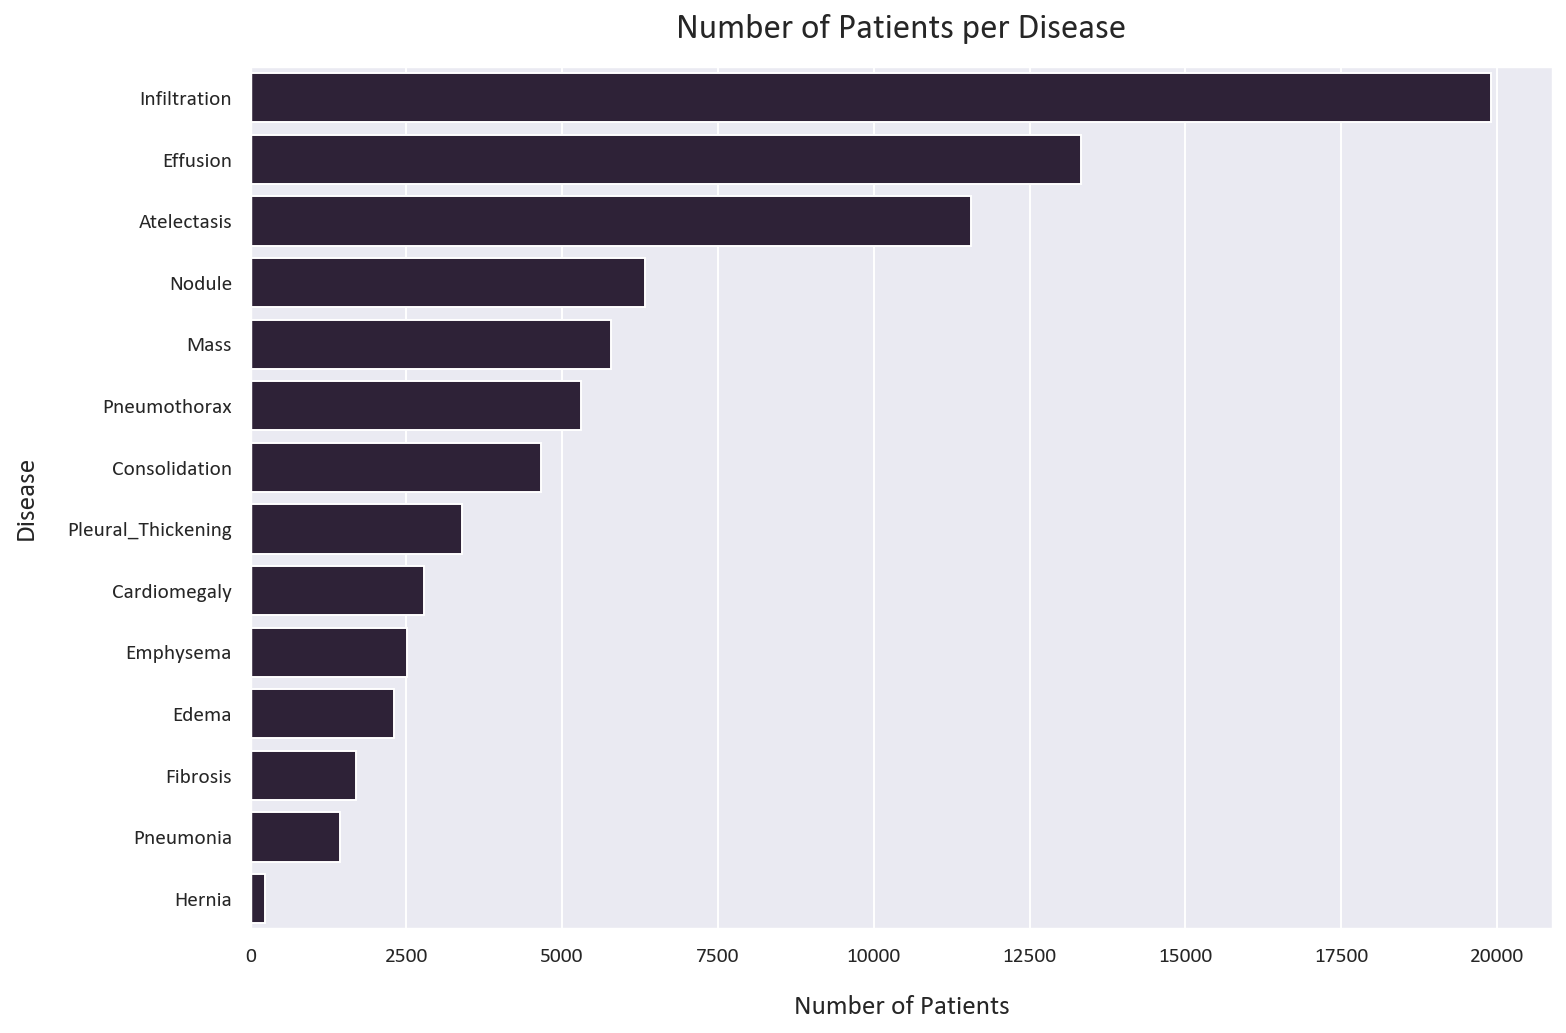 Number of Patients per Disease
Infiltration
Effusion
Atelectasis
Nodule
Mass
Pneumothorax
Consolidation
Pleural_Thickening
Cardiomegaly
Emphysema
Edema
Fibrosis
Pneumonia
Hernia
Disease
0 2500 5000 7500 10000 12500 15000 17500 20000
Number of Patients